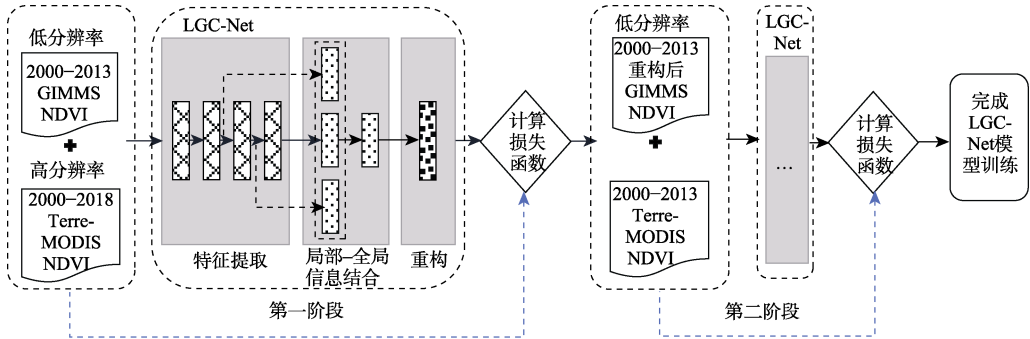 低分辨率
2000–2013
GIMMS
NDVI
+
高分辨率
2000–2018
Terre-
MODIS
NDVI
LGC-Net
特征提取
局部–全局
信息结合
重构
计算
损失
函数
第一阶段
低分辨率
2000–2013
重构后
GIMMS
NDVI
+
2000–2013
Terre-
MODIS
NDVI
LGC-
Net
...
计算
损失
函数
第二阶段
完成
LGC-
Net模
型训练